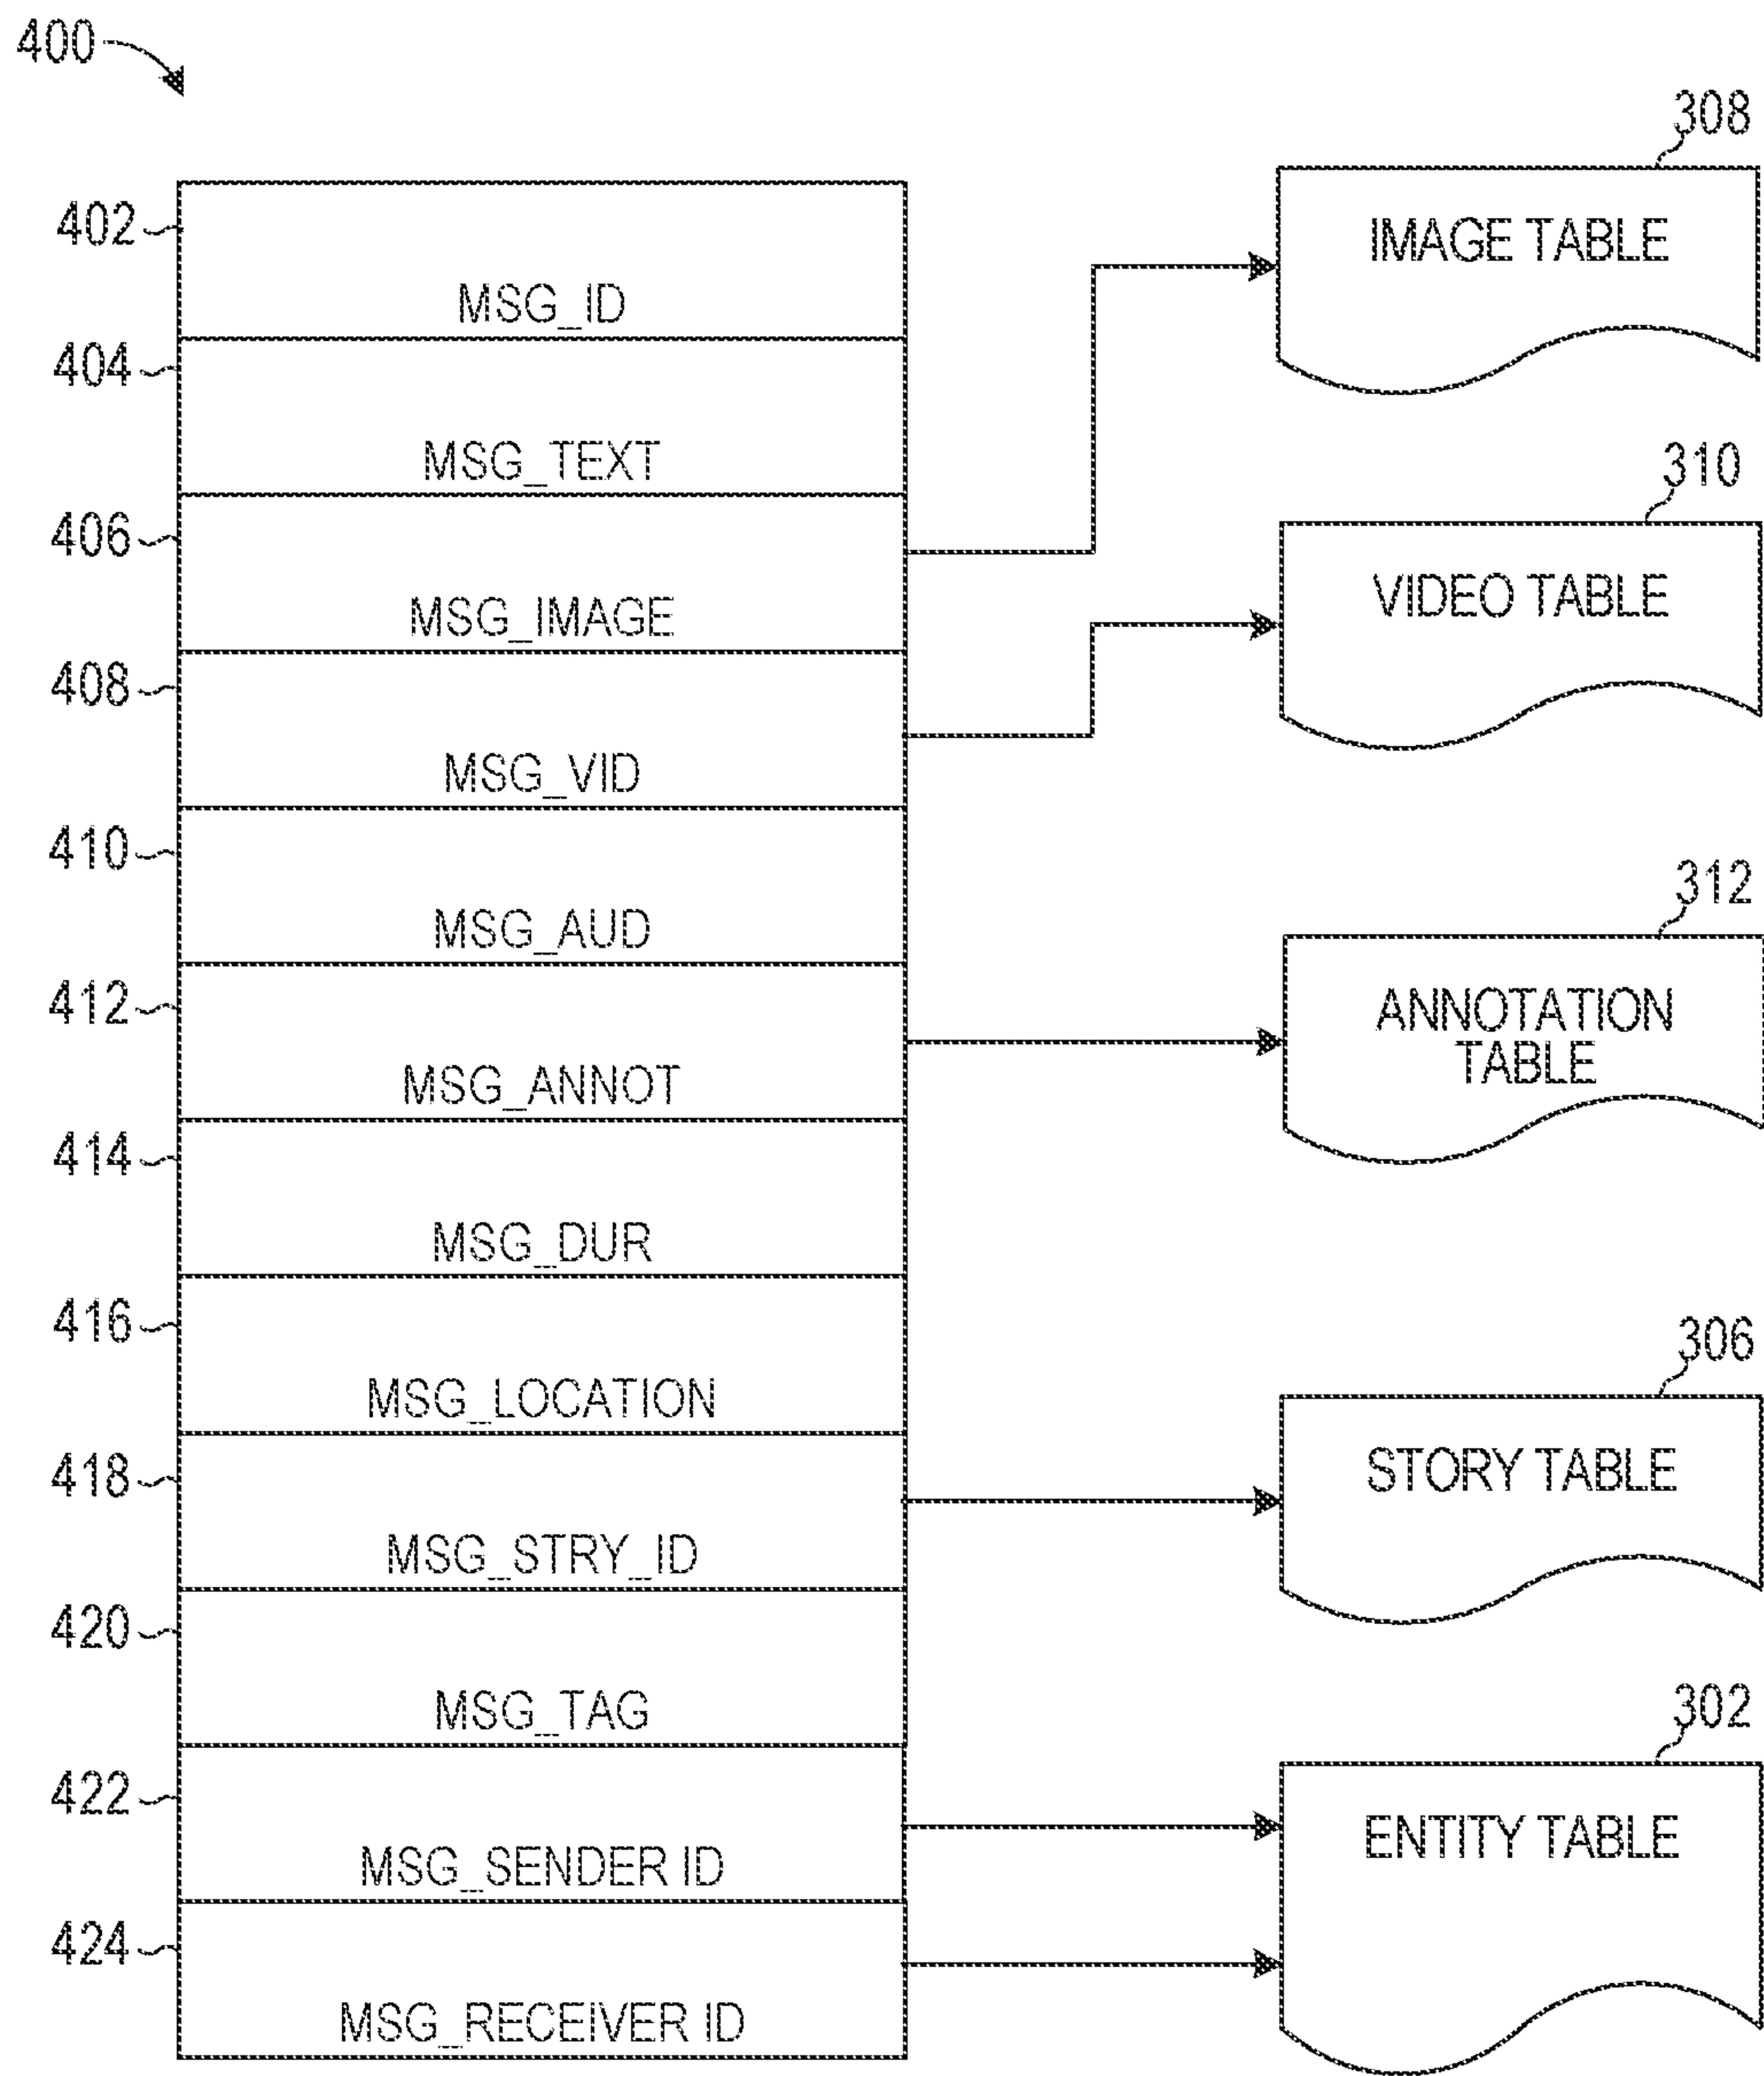 400
308
402
IMAGE TABLE
MSG_ID
404
MSG_TEXT
310
406
VIDEO TABLE
MSG_IMAGE
408
MSG_VID
410
312
MSG_AUD
412
ANNOTATION
TABLE
MSG_ANNOT
414
MSG_DUR
416
306
MSG_LOCATION
418
STORY TABLE
MSG_STRY_ID
420
MSG_TAG
302
422
ENTITY TABLE
MSG_SENDER ID
424
MSG_RECEIVER ID